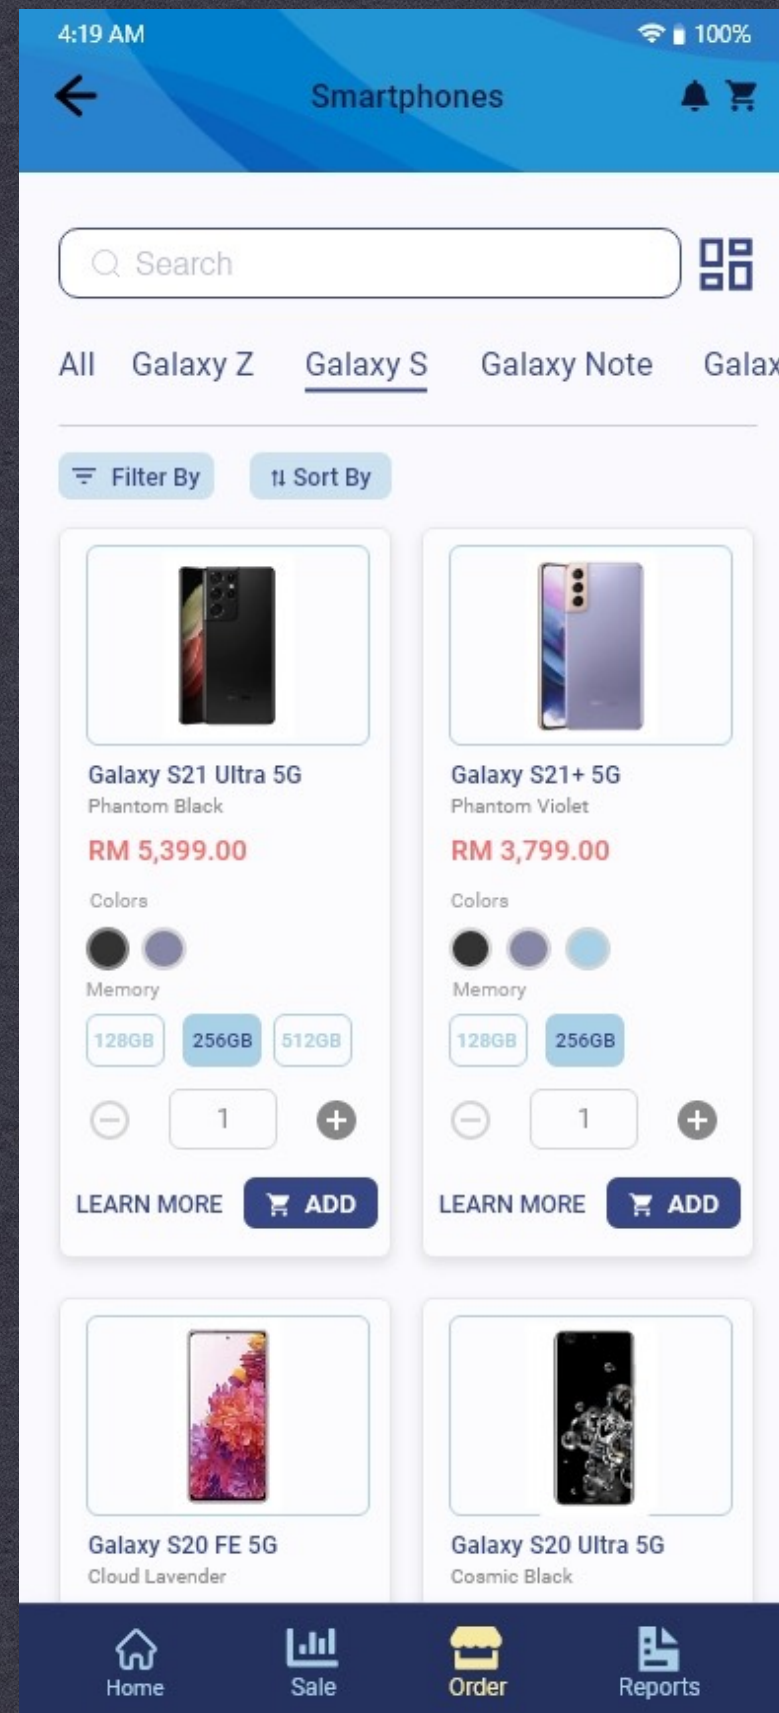 4:19 AM 100%
Smartphones
Search
All Galaxy Z Galaxy S Galaxy Note Galax
Filter By Sort By
Galaxy S21 Ultra 5G
Phantom Black
RM 5,399.00
Colors
Memory
128GB 256GB 512GB
1
LEARN MORE ADD
Galaxy S21+ 5G
Phantom Violet
RM 3,799.00
Colors
Memory
128GB 256GB
1
LEARN MORE ADD
Galaxy S20 FE 5G
Cloud Lavender
Galaxy S20 Ultra 5G
Cosmic Black
Home Sale Order Reports